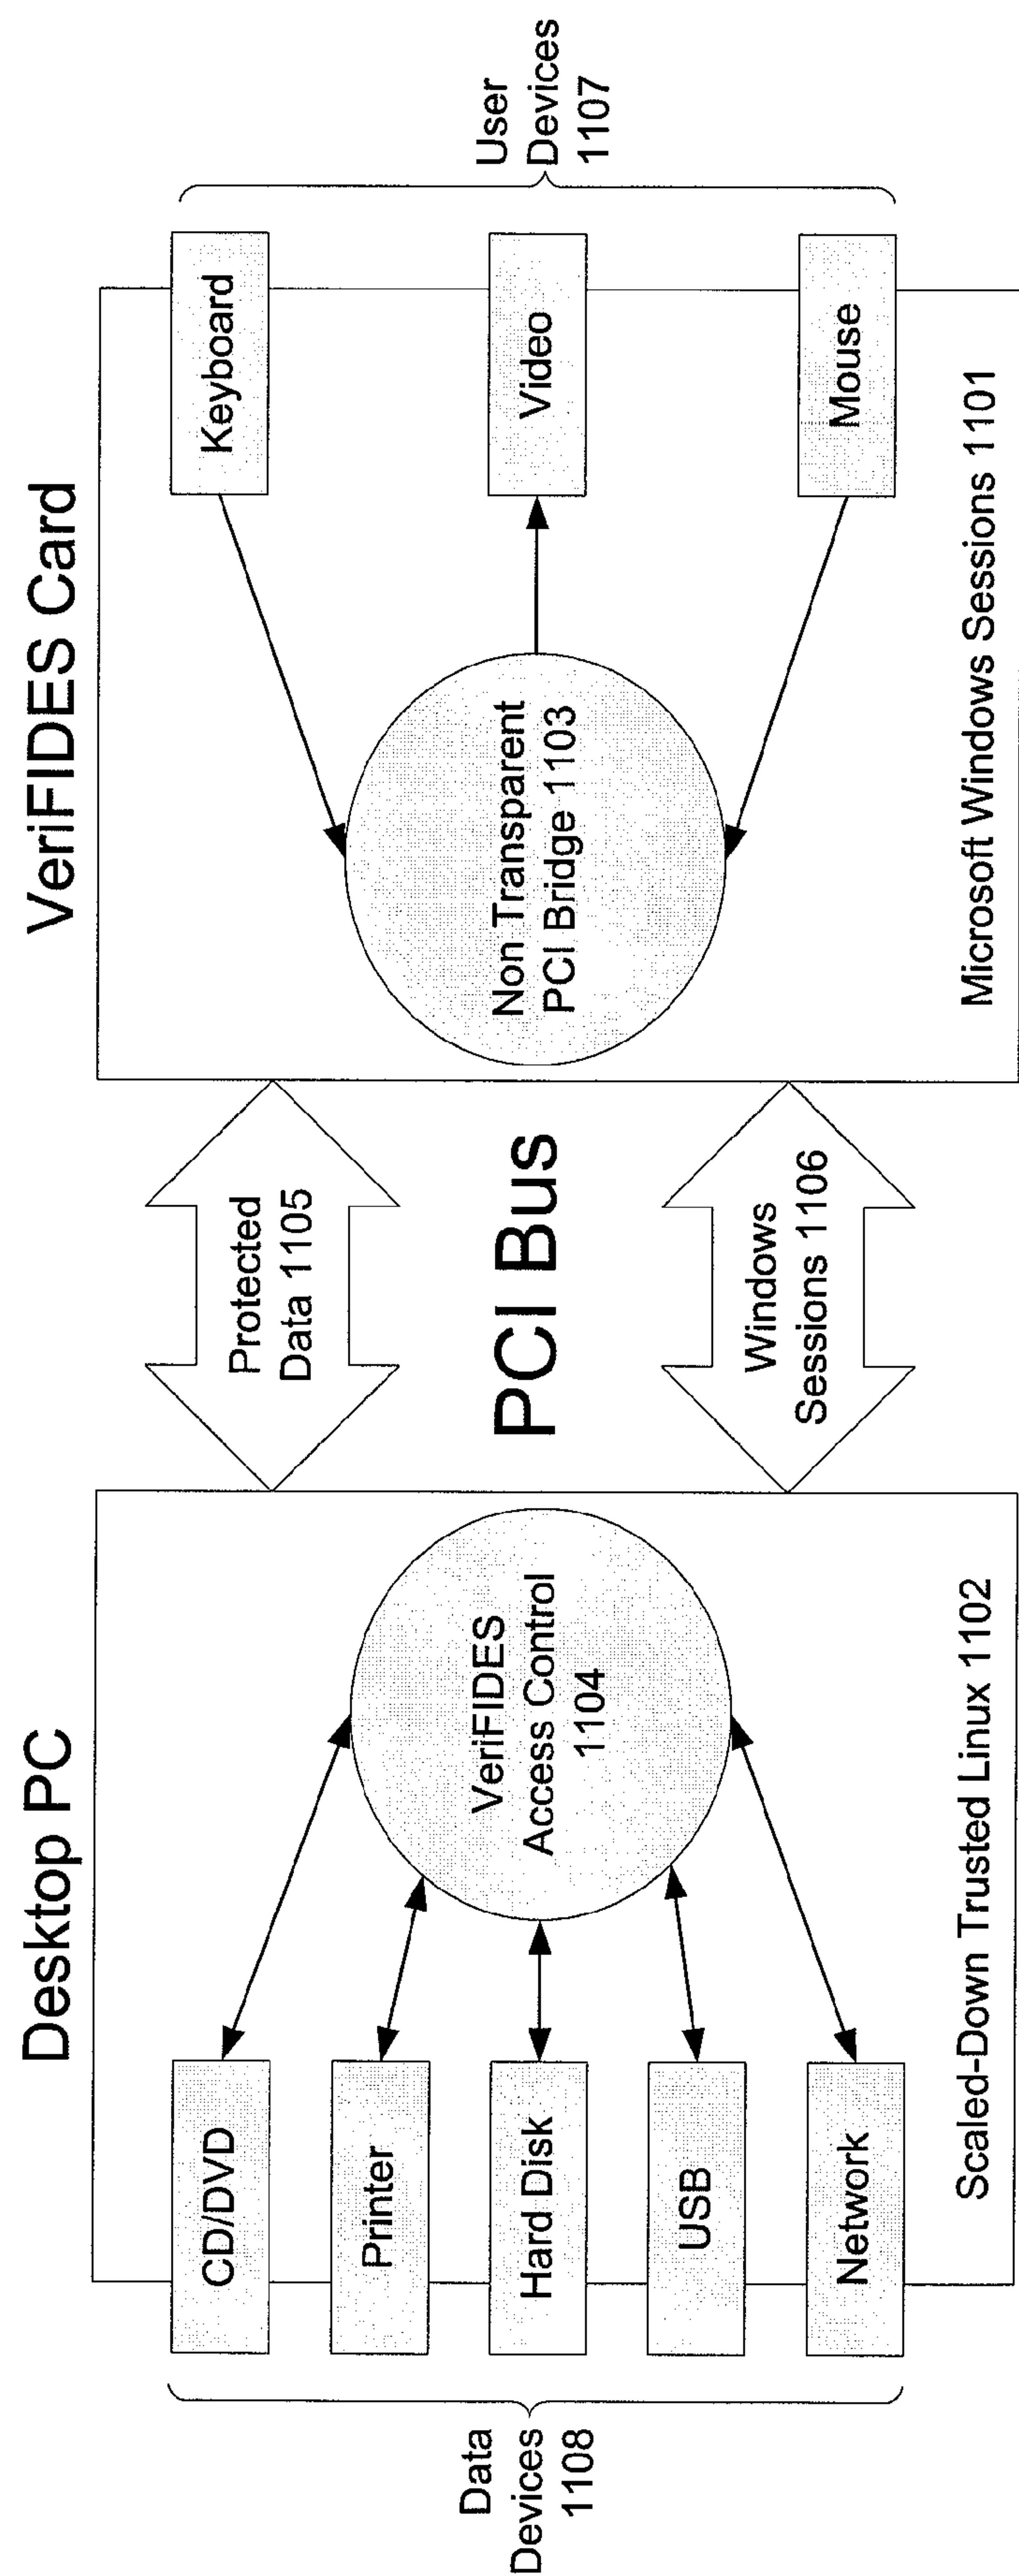 Desktop PC
VeriFIDES Card
Data
Devices
1108
CD/DVD
Printer
Hard Disk
USB
Network
VeriFIDES
Access Control
1104
Scaled-Down Trusted Linux 1102
Protected
Data 1105
PCI Bus
Windows
Sessions 1106
Non Transparent
PCI Bridge 1103
Keyboard
Video
Mouse
Microsoft Windows Sessions 1101
User
Devices
1107